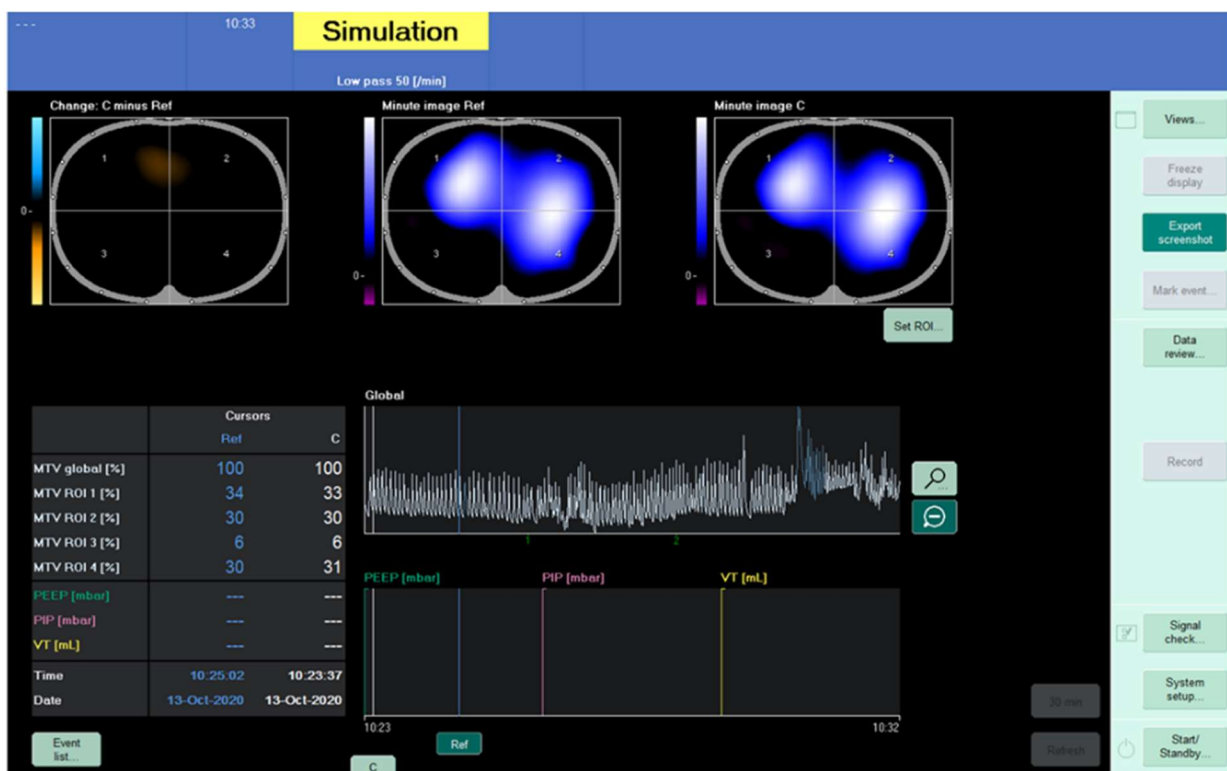 --- 10:33 Simulation
Low pass 50 [/min]
Change: C minus Ref
Minute image Ref
Minute image C
1 2
3 4
0-
1 2
3 4
0-
1 2
3 4
0-
Set ROI...
Views...
Freeze
display
Export
screenshot
Mark event...
Data
review...
Record
Signal
check...
System
setup...
Start/
Standby...
Global
1 2
Cursors
Ref C
MTV global [%] 100 100
MTV ROI 1 [%] 34 33
MTV ROI 2 [%] 30 30
MTV ROI 3 [%] 6 6
MTV ROI 4 [%] 30 31
PEEP [mbar] --- ---
PIP [mbar] --- ---
VT [mL] --- ---
Time 10:25.02 10:23:37
Date 13-Oct-2020 13-Oct-2020
PEEP [mbar] PIP [mbar] VT [mL]
10:23 10:32
Ref
C
30 min
Refresh
Event
list...